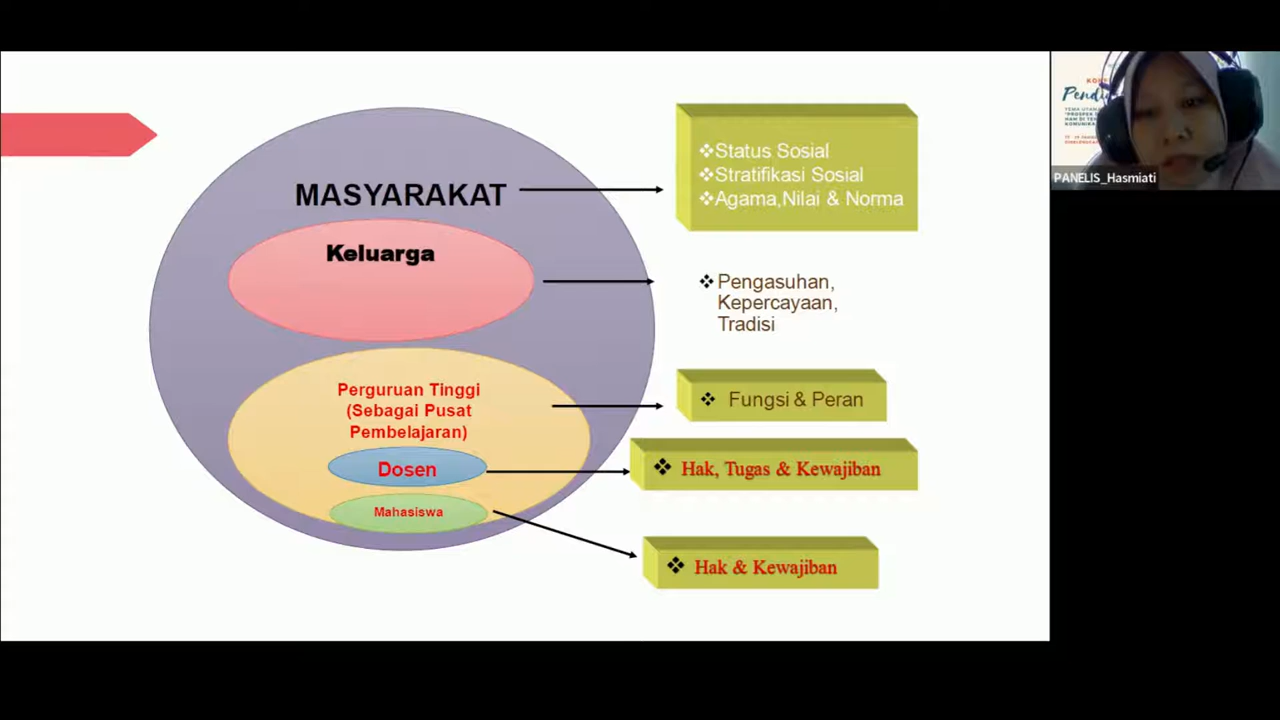 MASYARAKAT
❖Status Sosial
❖Stratifikasi Sosial
❖Agama,Nilai & Norma
Keluarga
❖ Pengasuhan,
Kepercayaan,
Tradisi
Perguruan Tinggi
(Sebagai Pusat
Pembelajaran)
❖ Fungsi & Peran
Dosen
❖ Hak, Tugas & Kewajiban
Mahasiswa
❖ Hak & Kewajiban
PANELIS_Hasmiati